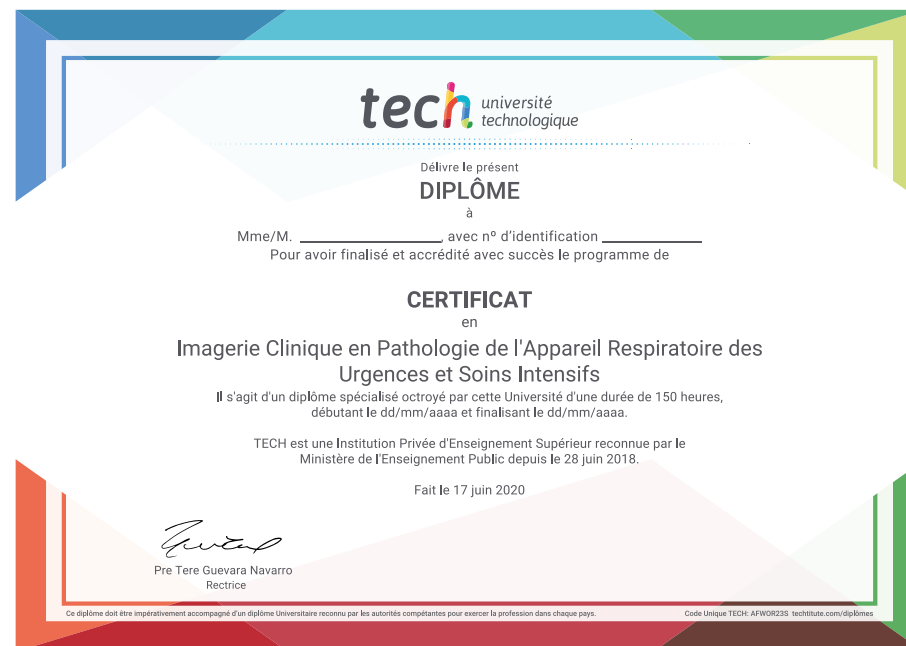 tech université
technologique
Délivre le présent
DIPLÔME
à
Mme/M. ____________________, avec nº d'identification ______________
Pour avoir finalisé et accrédité avec succès le programme de
CERTIFICAT
en
Imagerie Clinique en Pathologie de l'Appareil Respiratoire des
Urgences et Soins Intensifs
Il s'agit d'un diplôme spécialisé octroyé par cette Université d'une durée de 150 heures,
débutant le dd/mm/aaaa et finalisant le dd/mm/aaaa.
TECH est une Institution Privée d'Enseignement Supérieur reconnue par le
Ministère de l'Enseignement Public depuis le 28 juin 2018.
Fait le 17 juin 2020
Pre Tere Guevara Navarro
Rectrice
Ce diplôme doit être impérativement accompagné d'un diplôme Universitaire reconnu par les autorités compétantes pour exercer la profession dans chaque pays. Code Unique TECH: AFWOR23S techtitute.com/diplômes